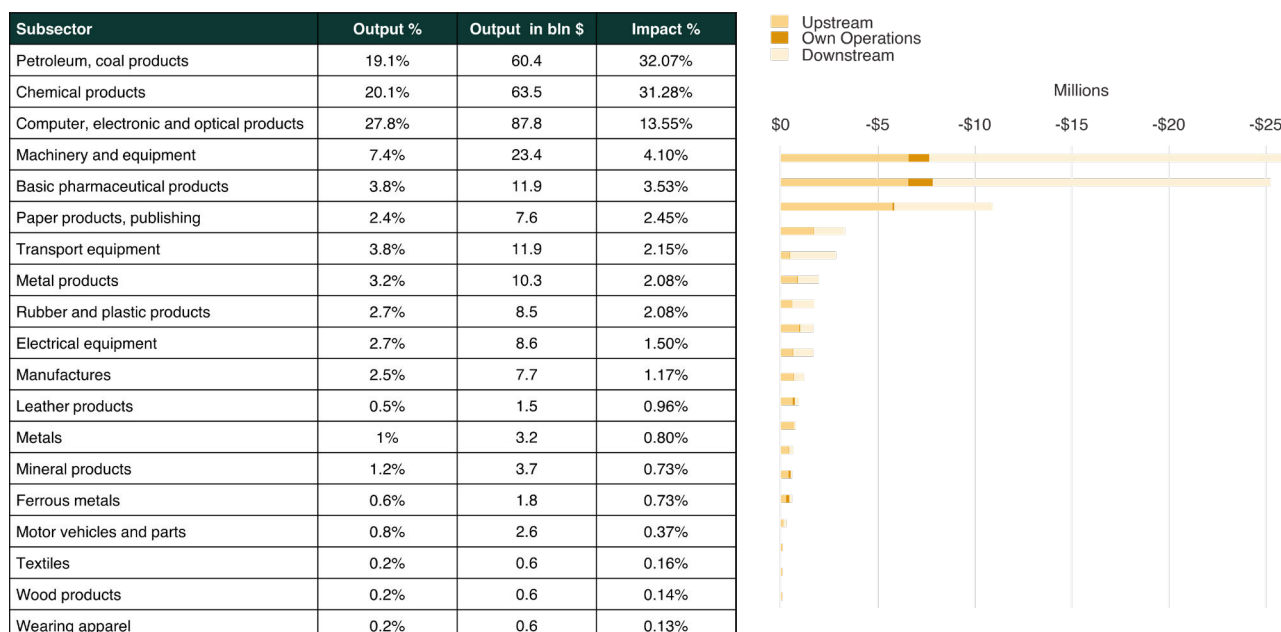 Subsector Output % Output in bln $ Impact %
Petroleum, coal products 19.1% 60.4 32.07%
Chemical products 20.1% 63.5 31.28%
Computer, electronic and optical products 27.8% 87.8 13.55%
Machinery and equipment 7.4% 23.4 4.10%
Basic pharmaceutical products 3.8% 11.9 3.53%
Paper products, publishing 2.4% 7.6 2.45%
Transport equipment 3.8% 11.9 2.15%
Metal products 3.2% 10.3 2.08%
Rubber and plastic products 2.7% 8.5 2.08%
Electrical equipment 2.7% 8.6 1.50%
Manufactures 2.5% 7.7 1.17%
Leather products 0.5% 1.5 0.96%
Metals 1% 3.2 0.80%
Mineral products 1.2% 3.7 0.73%
Ferrous metals 0.6% 1.8 0.73%
Motor vehicles and parts 0.8% 2.6 0.37%
Textiles 0.2% 0.6 0.16%
Wood products 0.2% 0.6 0.14%
Wearing apparel 0.2% 0.6 0.13%
Upstream
Own Operations
Downstream
Millions
$0 -$5 -$10 -$15 -$20 -$25